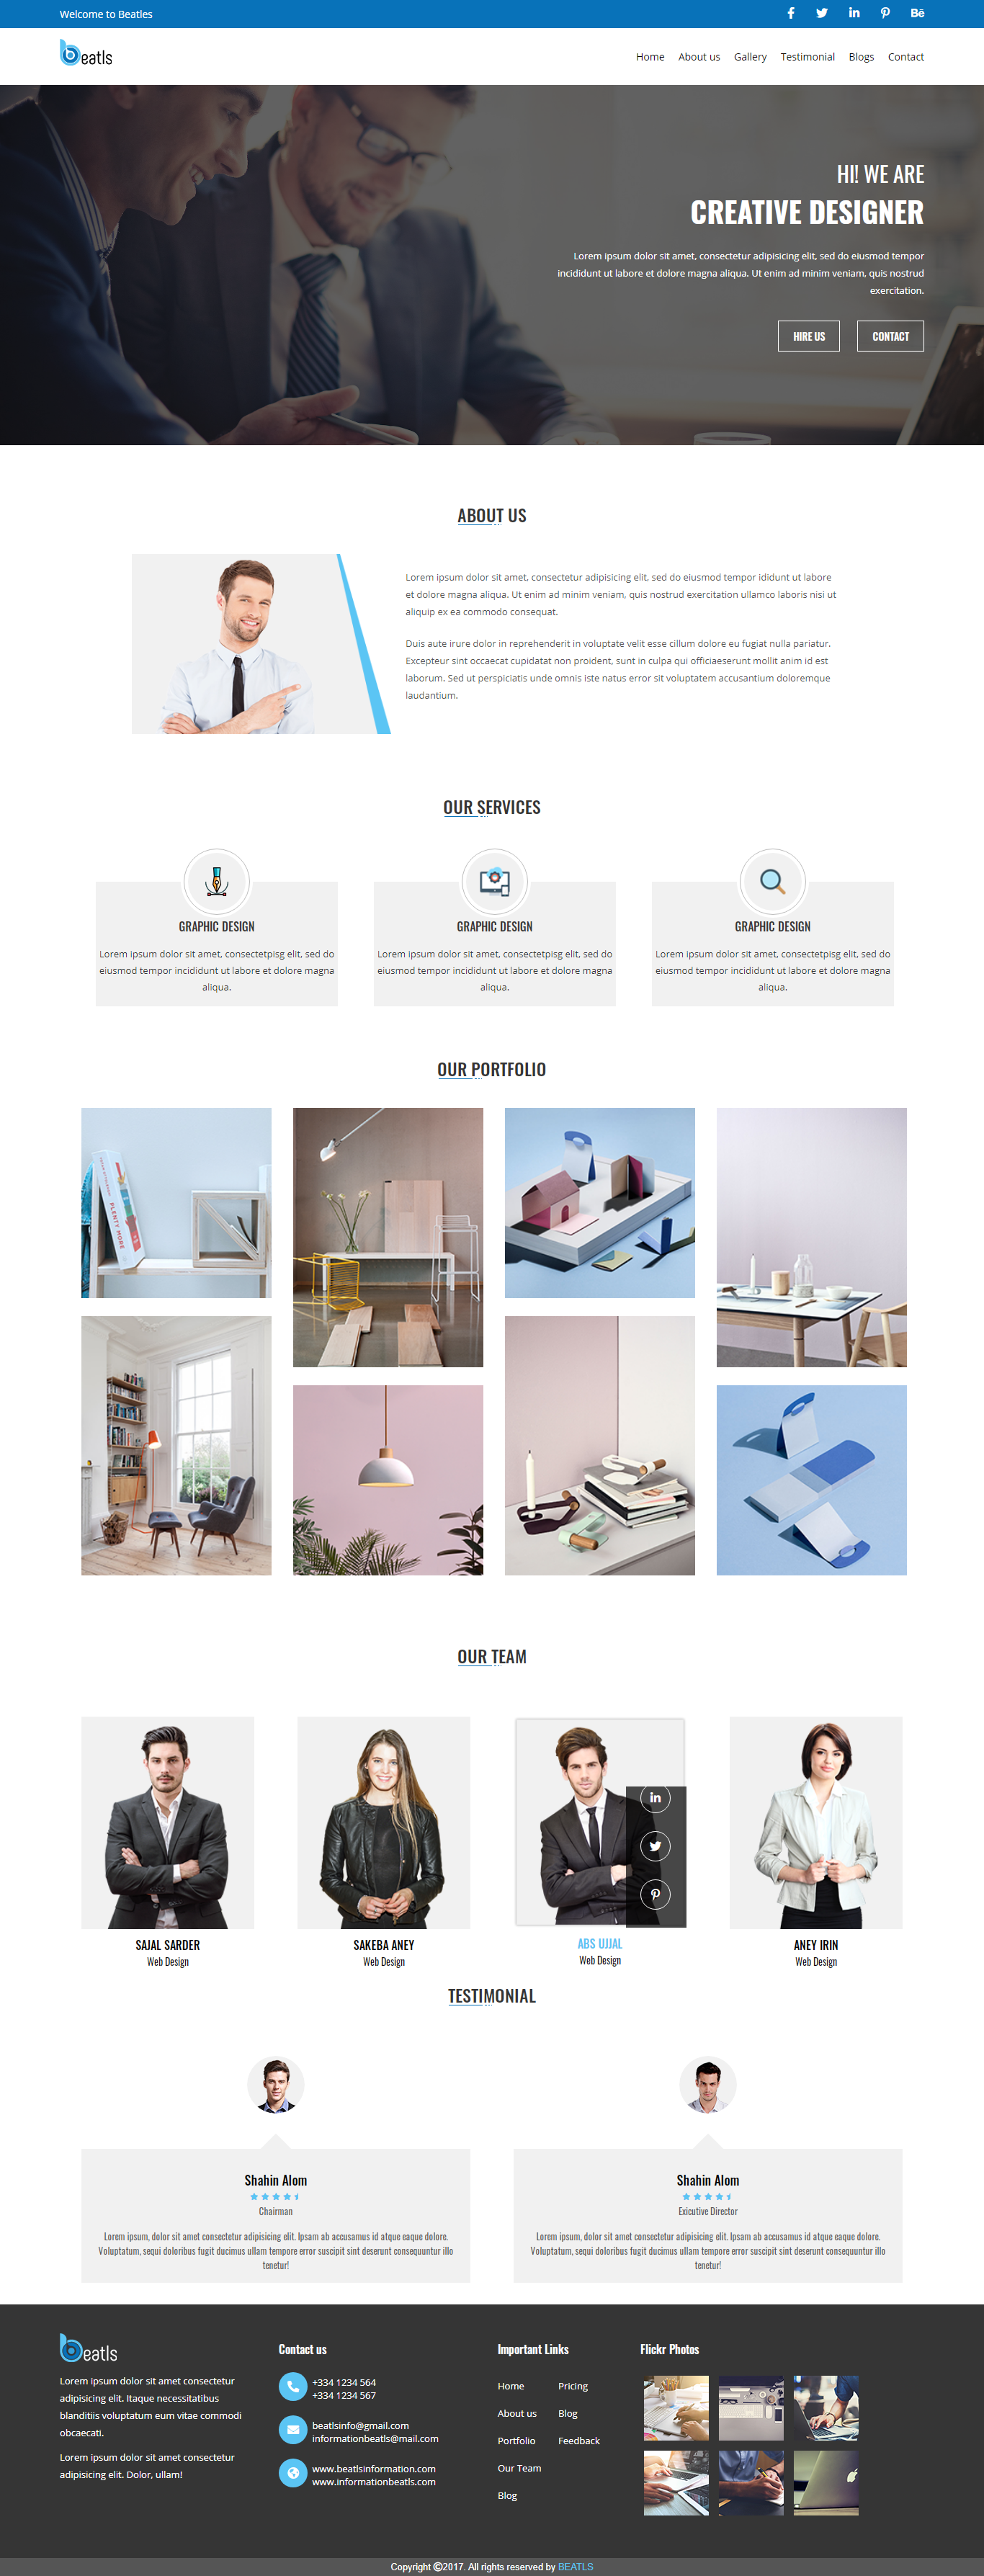 Welcome to Beatles
Bē
beatls
Home About us Gallery Testimonial Blogs Contact
HI! WE ARE
CREATIVE DESIGNER
Lorem ipsum dolor sit amet, consectetur adipisicing elit, sed do eiusmod tempor
incididunt ut labore et dolore magna aliqua. Ut enim ad minim veniam, quis nostrud
exercitation.
HIRE US CONTACT
ABOUT US
Lorem ipsum dolor sit amet, consectetur adipisicing elit, sed do eiusmod tempor ididunt ut labore
et dolore magna aliqua. Ut enim ad minim veniam, quis nostrud exercitation ullamco laboris nisi ut
aliquip ex ea commodo consequat.
Duis aute irure dolor in reprehenderit in voluptate velit esse cillum dolore eu fugiat nulla pariatur.
Excepteur sint occaecat cupidatat non proident, sunt in culpa qui officiaeserunt mollit anim id est
laborum. Sed ut perspiciatis unde omnis iste natus error sit voluptatem accusantium doloremque
laudantium.
OUR SERVICES
GRAPHIC DESIGN
Lorem ipsum dolor sit amet, consectetpisg elit, sed do
eiusmod tempor incididunt ut labore et dolore magna
aliqua.
GRAPHIC DESIGN
Lorem ipsum dolor sit amet, consectetpisg elit, sed do
eiusmod tempor incididunt ut labore et dolore magna
aliqua.
GRAPHIC DESIGN
Lorem ipsum dolor sit amet, consectetpisg elit, sed do
eiusmod tempor incididunt ut labore et dolore magna
aliqua.
OUR PORTFOLIO
PLENTY MORE
OUR TEAM
SAJAL SARDER
Web Design
SAKEBA ANEY
Web Design
ABS UJJAL
Web Design
ANEY IRIN
Web Design
TESTIMONIAL
Shahin Alom
Chairman
Lorem ipsum, dolor sit amet consectetur adipisicing elit. Ipsam ab accusamus id atque eaque dolore.
Voluptatum, sequi doloribus fugit ducimus ullam tempore error suscipit sint deserunt consequuntur illo
tenetur!
Shahin Alom
Exicutive Director
Lorem ipsum, dolor sit amet consectetur adipisicing elit. Ipsam ab accusamus id atque eaque dolore.
Voluptatum, sequi doloribus fugit ducimus ullam tempore error suscipit sint deserunt consequuntur illo
tenetur!
beatls
Lorem ipsum dolor sit amet consectetur
adipisicing elit. Itaque necessitatibus
blanditiis voluptatum eum vitae commodi
obcaecati.
Lorem ipsum dolor sit amet consectetur
adipisicing elit. Dolor, ullam!
Contact us
+334 1234 564
+334 1234 567
beatlsinfo@gmail.com
informationbeatls@mail.com
www.beatlsinformation.com
www.informationbeatls.com
Important Links
Home Pricing
About us Blog
Portfolio Feedback
Our Team
Blog
Flickr Photos
Copyright ©2017. All rights reserved by BEATLS